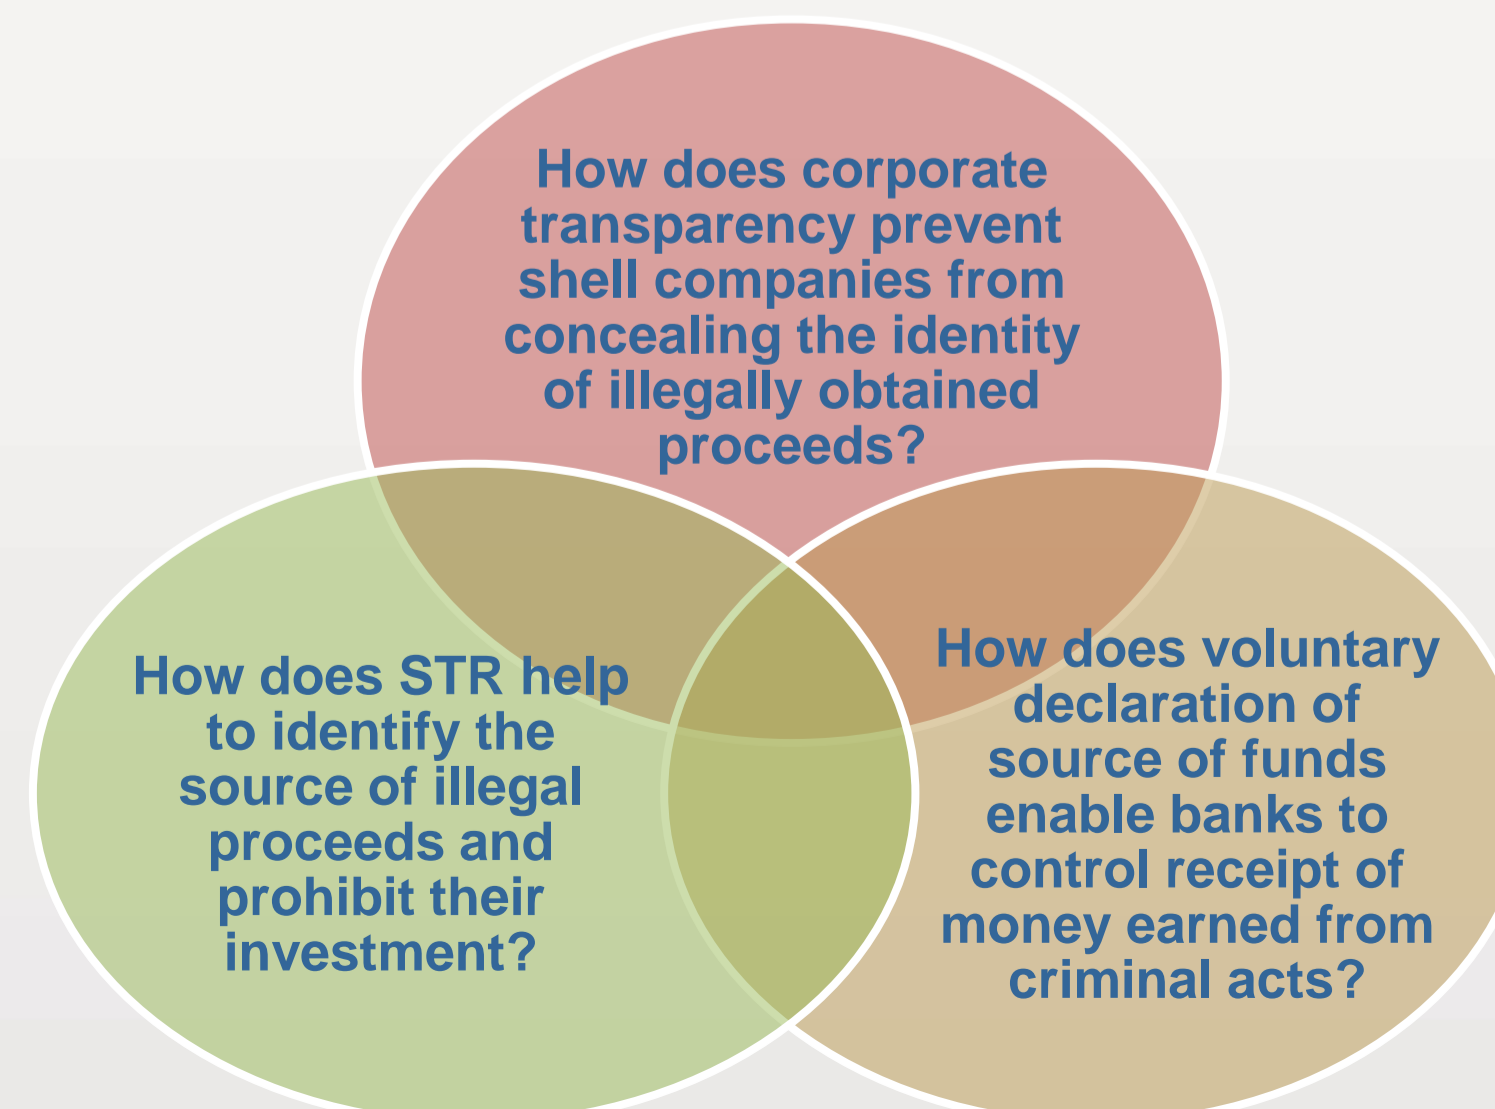 How does corporate
transparency prevent
shell companies from
concealing the identity
of illegally obtained
proceeds?
How does STR help
to identify the
source of illegal
proceeds and
prohibit their
investment?
How does voluntary
declaration of
source of funds
enable banks to
control receipt of
money earned from
criminal acts?